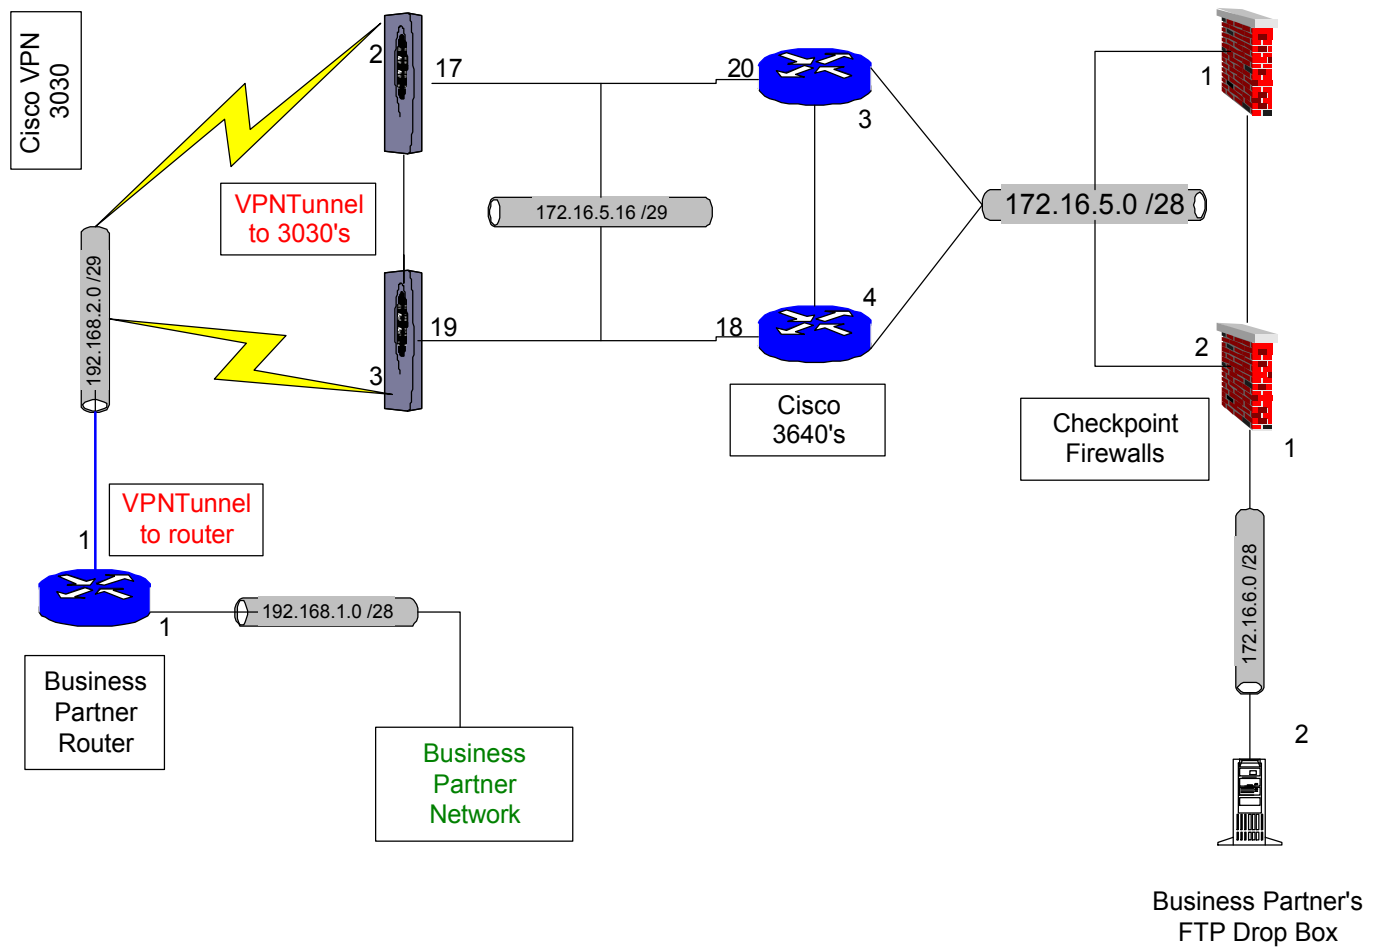 Cisco VPN
3030
2
17
20
3
1
VPNTunnel
to 3030's
172.16.5.16 /29
172.16.5.0 /28
192.168.2.0 /29
3
19
18
4
2
1
Cisco
3640's
Checkpoint
Firewalls
VPNTunnel
to router
1
1
192.168.1.0 /28
172.16.6.0 /28
Business
Partner
Router
Business
Partner
Network
2
Business Partner's
FTP Drop Box